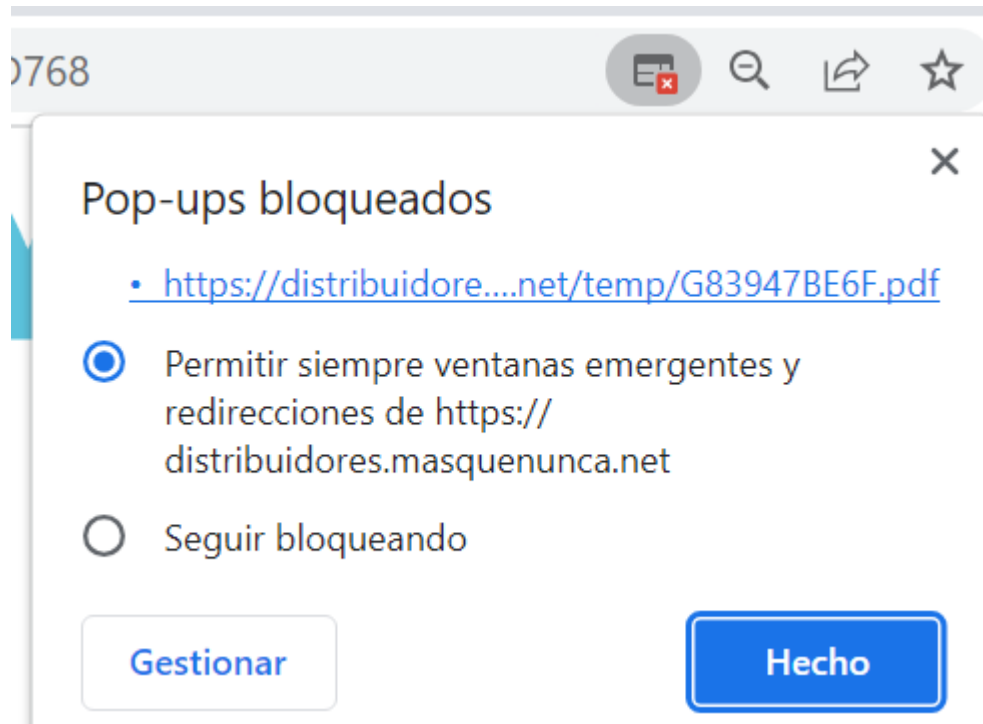 768
Pop-ups bloqueados
• https://distribuidore....net/temp/G83947BE6F.pdf
Permitir siempre ventanas emergentes y
redirecciones de https://
distribuidores.masquenunca.net
Seguir bloqueando
Gestionar
Hecho